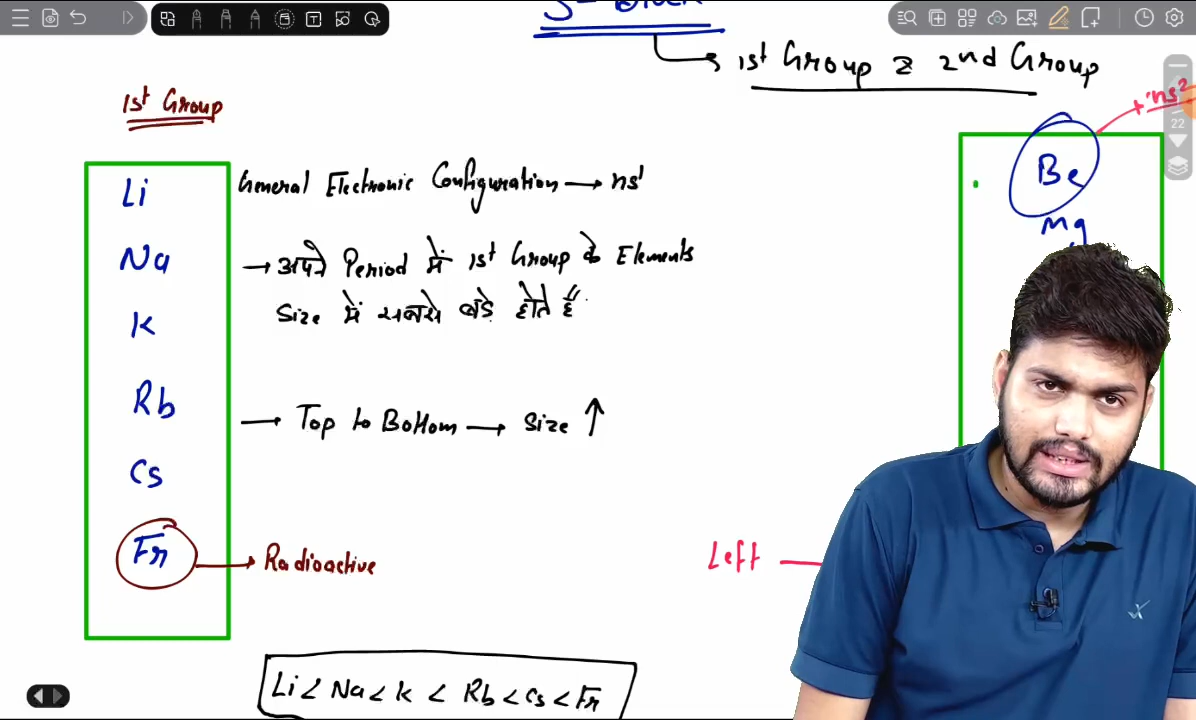 S-Block
1st Group & 2nd Group
1st Group
ns²
Li
General Electronic Configuration → ns¹
Be
Mg
Na
→ अपने Period में 1st Group के Elements
Size में सबसे बड़े होते हैं
K
Rb
→ Top to Bottom → Size ↑
Cs
Fr → Radioactive
Left
Li < Na < K < Rb < Cs < Fr
22